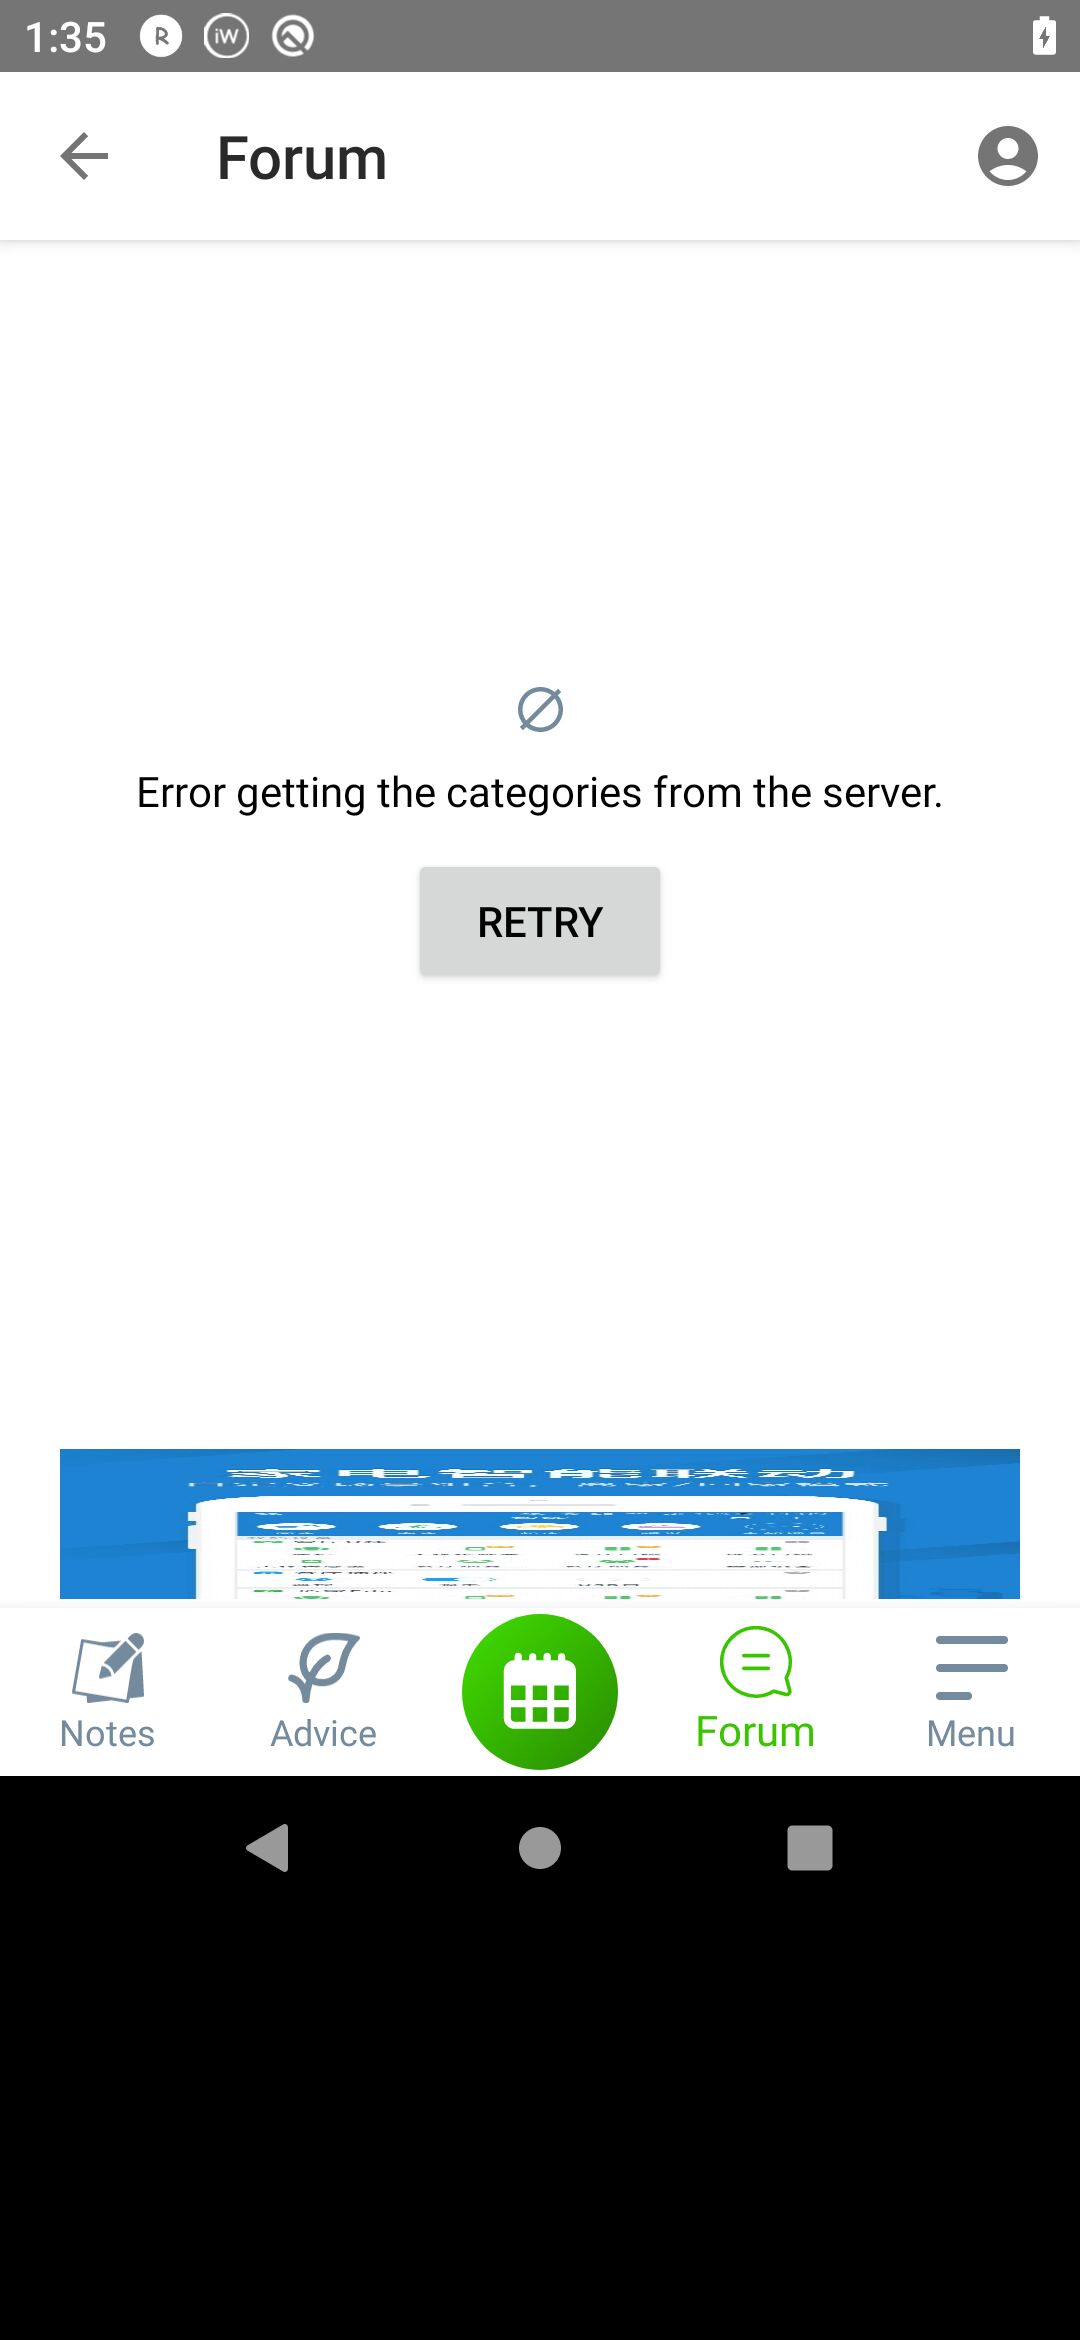 1:35
R
iW
Forum
Error getting the categories from the server.
RETRY
家电智能联动
Notes
Advice
Forum
Menu